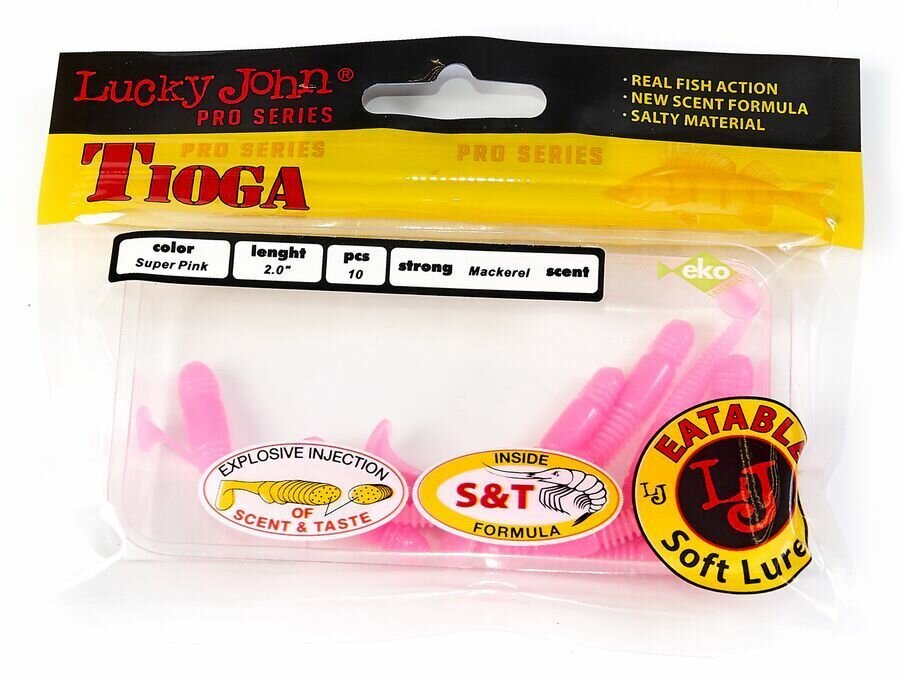 Lucky John®
PRO SERIES
• REAL FISH ACTION
• NEW SCENT FORMULA
• SALTY MATERIAL
PRO SERIES
PRO SERIES
TIOGA
color
Super Pink
lenght
2.0"
pcs
10
strong Mackerel scent
eko
EXPLOSIVE INJECTION
OF
SCENT & TASTE
INSIDE
S&T
FORMULA
EATABL
LJ
LJ
Soft Lure